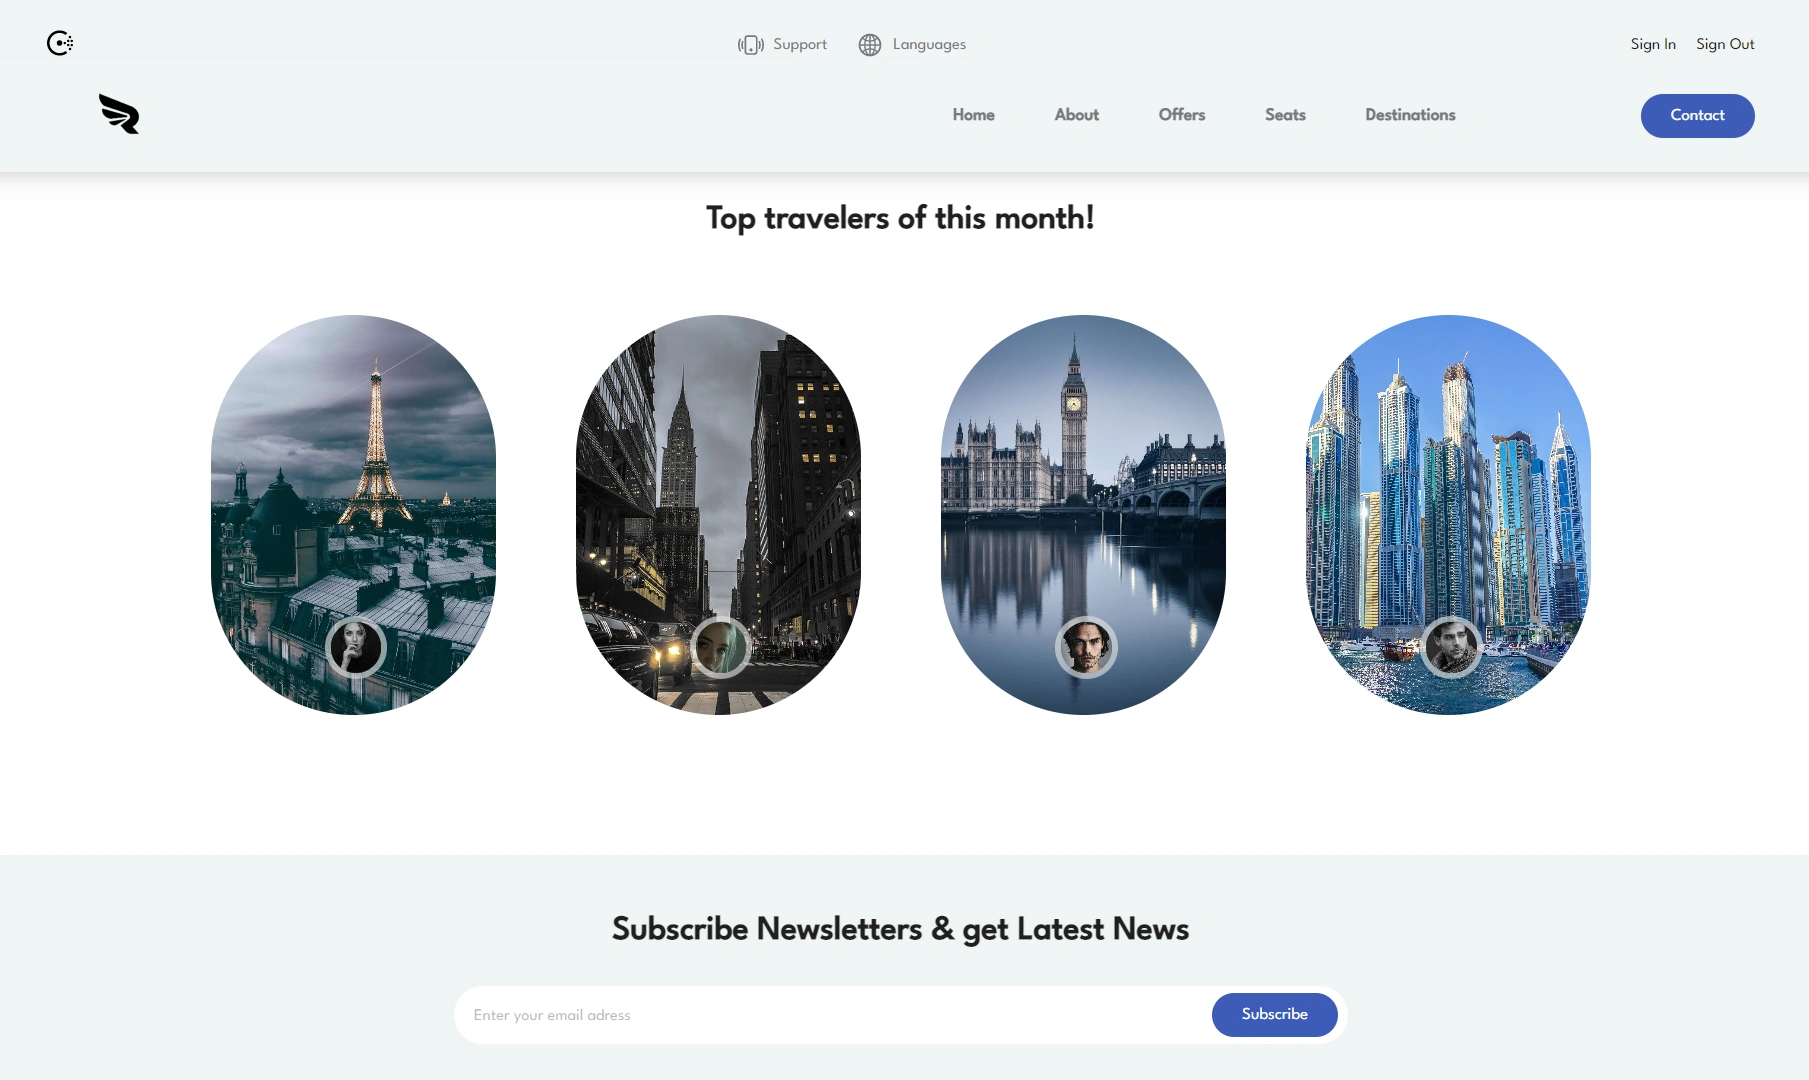 Support
Languages
Sign In
Sign Out
Home
About
Offers
Seats
Destinations
Contact
Top travelers of this month!
Subscribe Newsletters & get Latest News
Enter your email adress
Subscribe